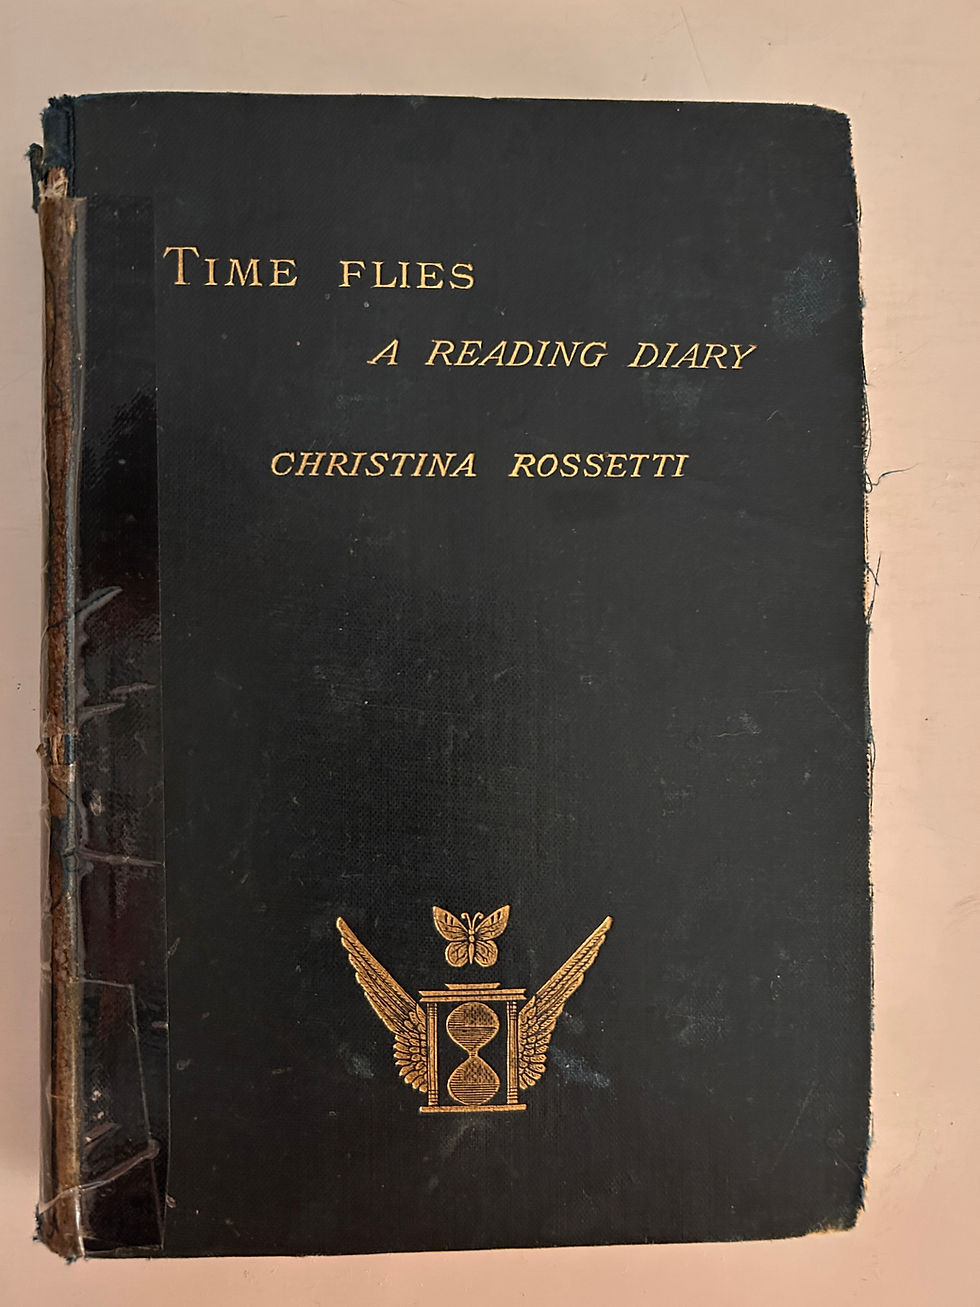 TIME FLIES
A READING DIARY
CHRISTINA ROSSETTI